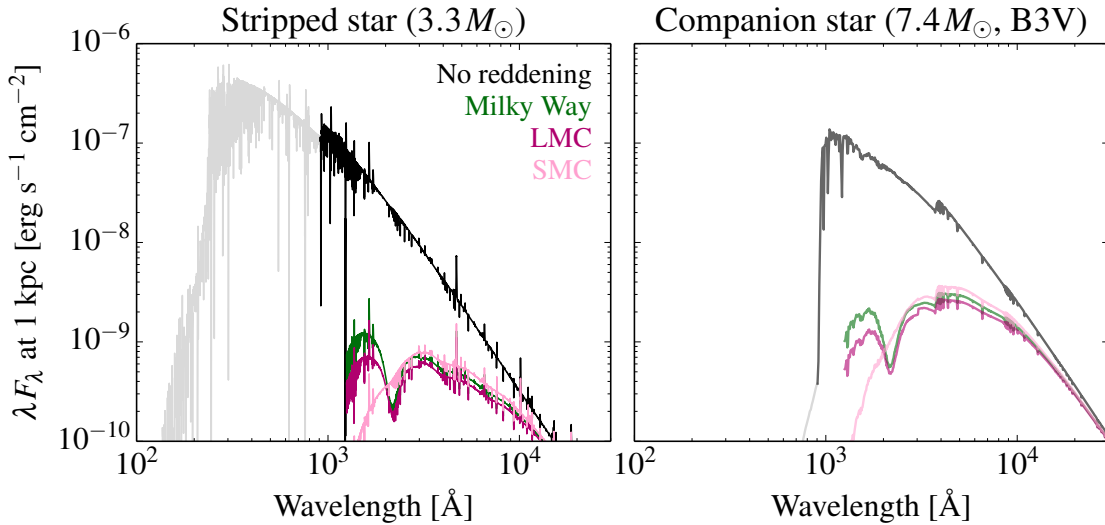 Stripped star (3.3 M⊙)
Companion star (7.4 M⊙, B3V)
No reddening
Milky Way
LMC
SMC
λFλ at 1 kpc [erg s⁻¹ cm⁻²]
10⁻⁶
10⁻⁷
10⁻⁸
10⁻⁹
10⁻¹⁰
10² 10³ 10⁴
10² 10³ 10⁴
Wavelength [Å]
Wavelength [Å]